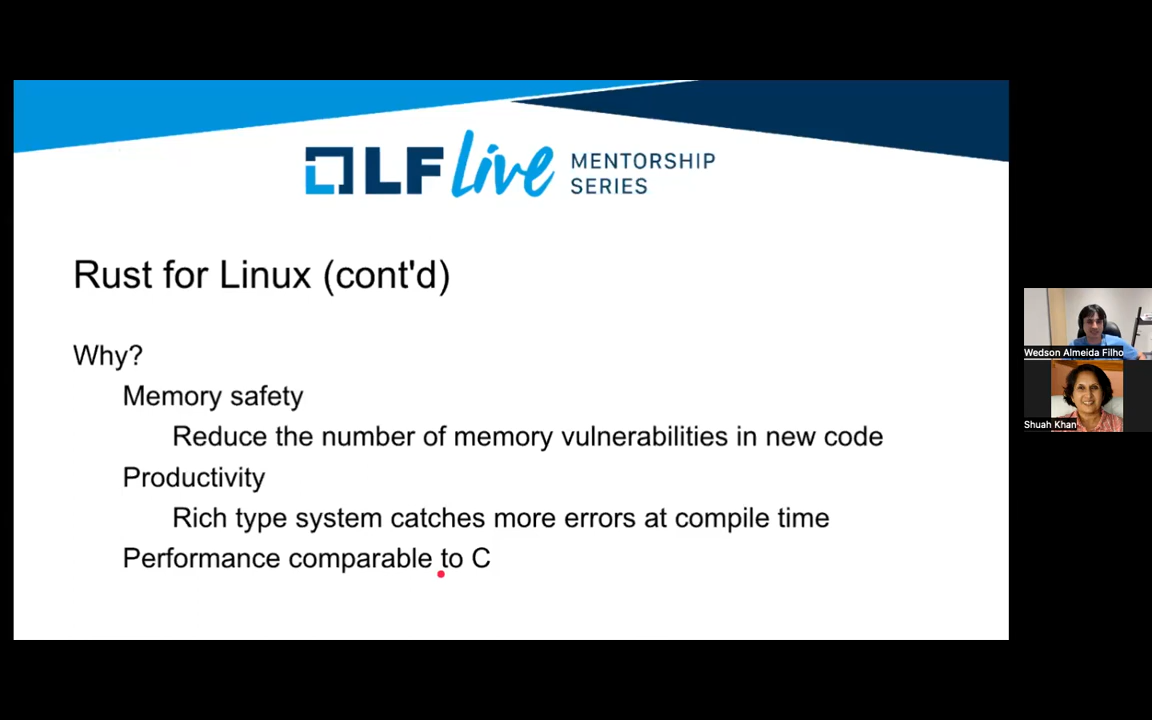 LF Live MENTORSHIP
SERIES
Rust for Linux (cont'd)
Why?
Memory safety
Reduce the number of memory vulnerabilities in new code
Productivity
Rich type system catches more errors at compile time
Performance comparable to C
Wedson Almeida Filho
Shuah Khan